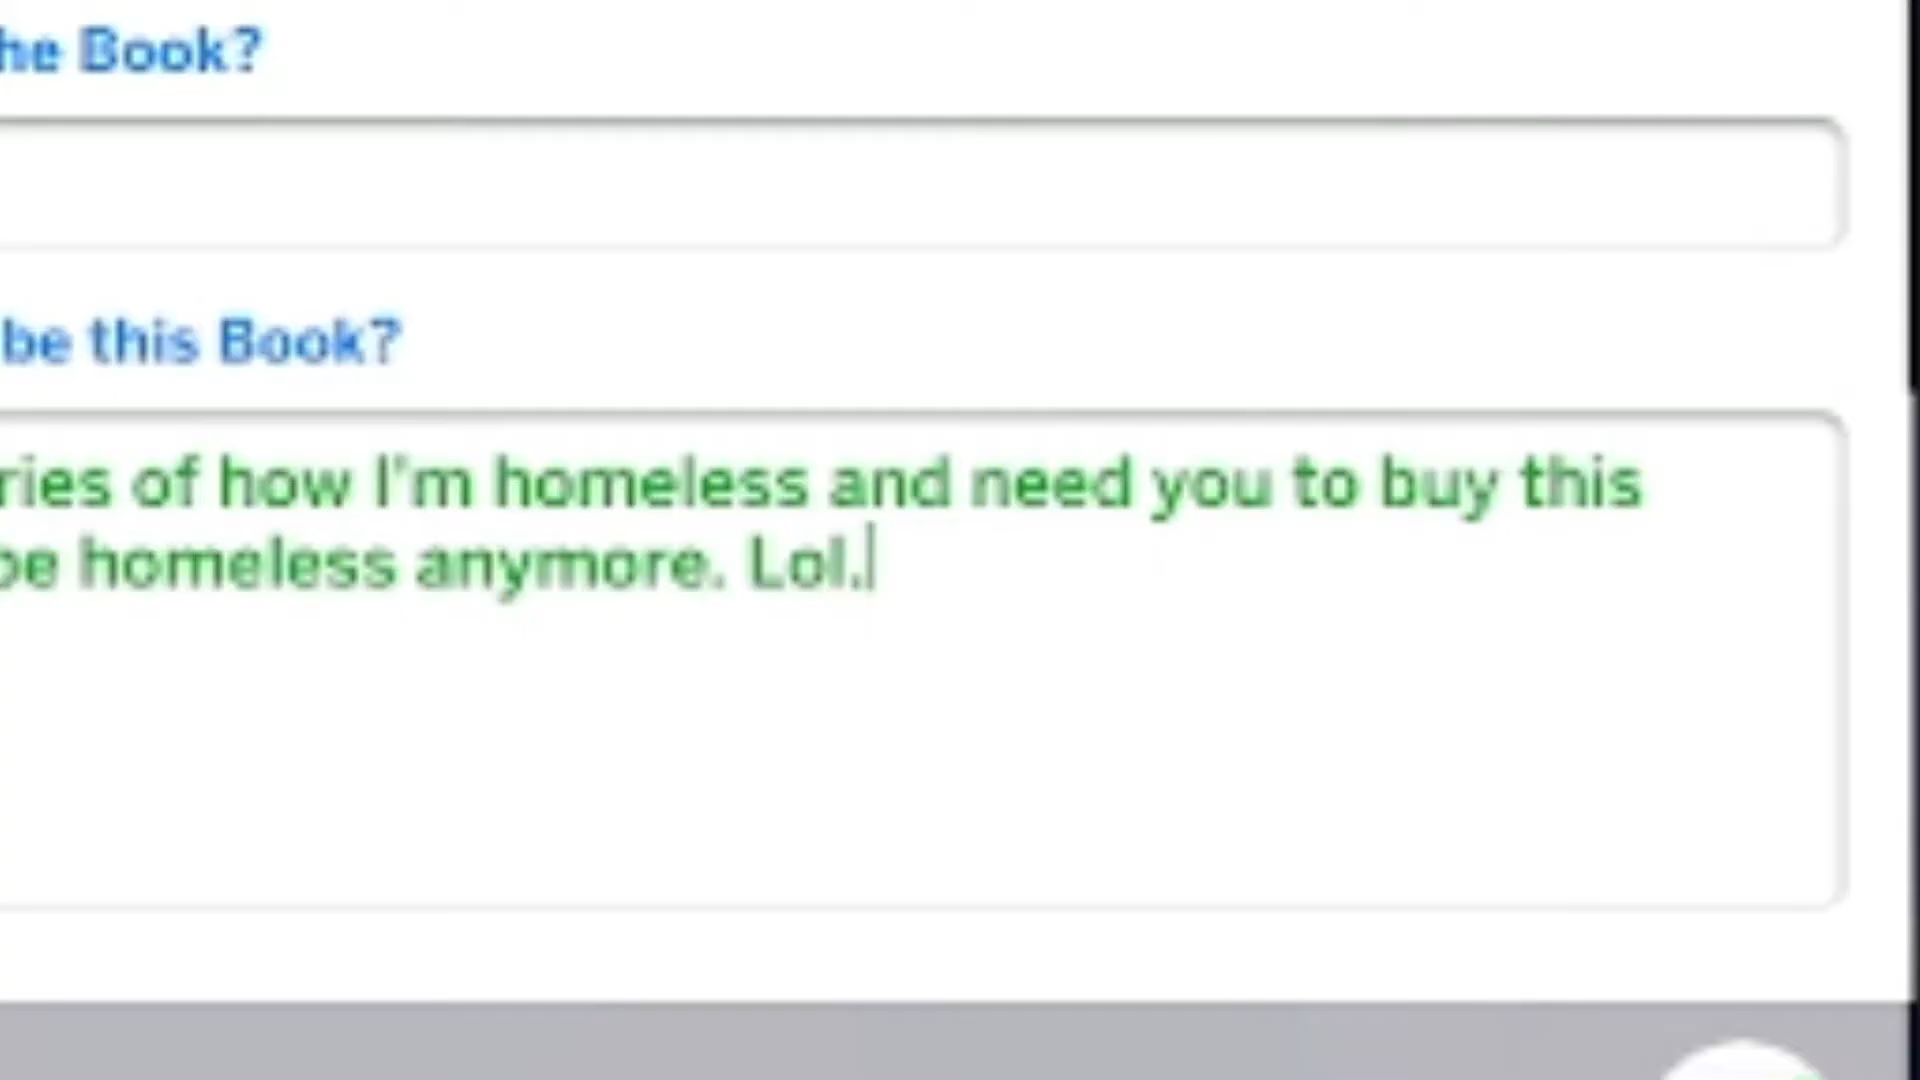 he Book?
be this Book?
ries of how I'm homeless and need you to buy this
be homeless anymore. Lol.